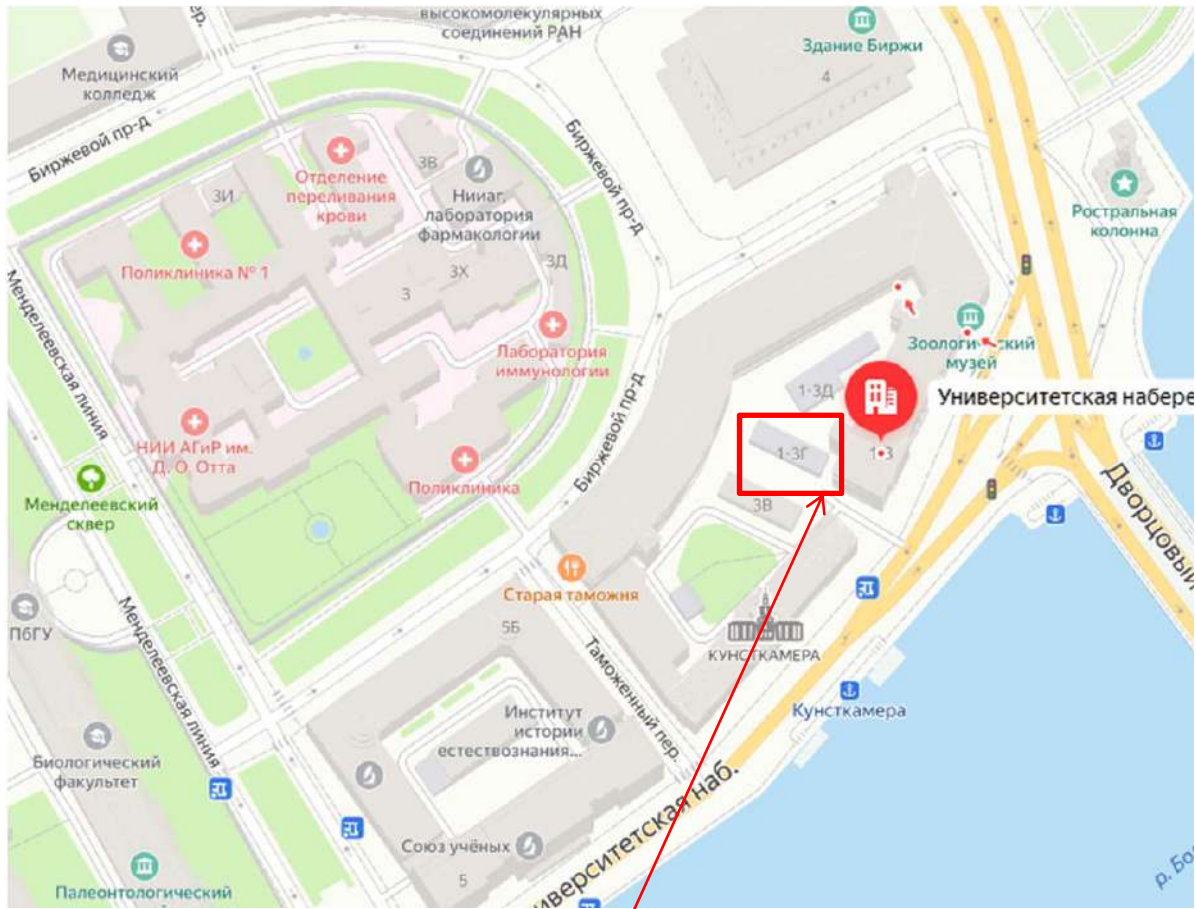 высокомолекулярных
соединений РАН
Здание Биржи
4
Медицинский
колледж
Биржевой пр-д
Биржевой пр-д
Отделение
переливания
крови
3В
3И
Нииаг,
лаборатория
фармакологии
Ростральная
колонна
Поликлиника № 1
3Х
3Д
3
Менделеевская линия
Лаборатория
иммунологии
Зоологический
музей
1-3Д
Университетская набере
Биржевой пр-д
НИИ АГиР им.
Д. О. Отта
Поликлиника
1-3Г
1-3
Менделеевский
сквер
3В
Дворцовый
Старая таможня
5Б
ПбГУ
Менделеевская линия
Таможенный пер.
КУНСТКАМЕРА
Кунсткамера
Институт
истории
естествознания...
Биологический
факультет
Университетская наб.
Союз учёных
5
Палеонтологический
р. Бо